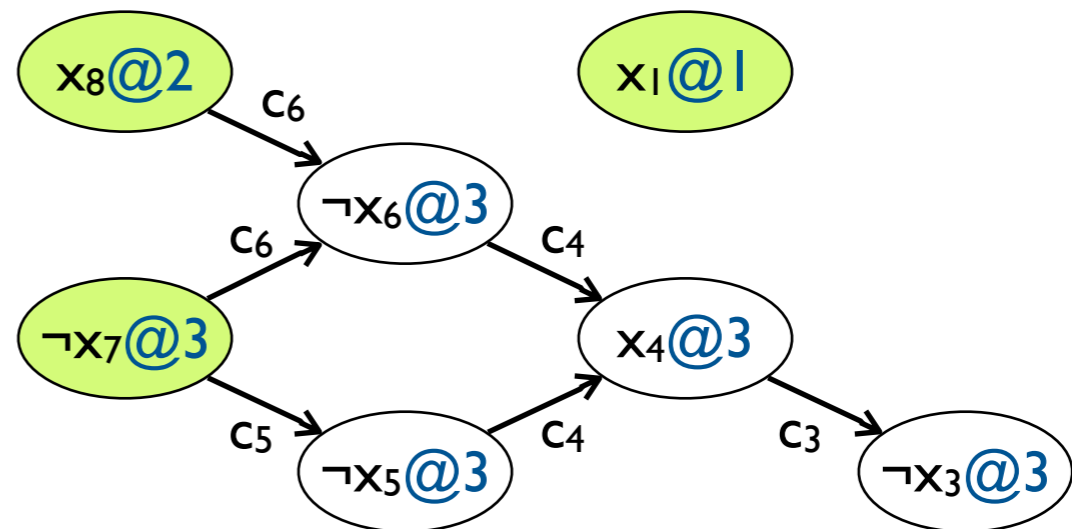 x₈@2
x₁@1
c₆
¬x₆@3
c₆
c₄
¬x₇@3
x₄@3
c₅
c₄
c₃
¬x₅@3
¬x₃@3